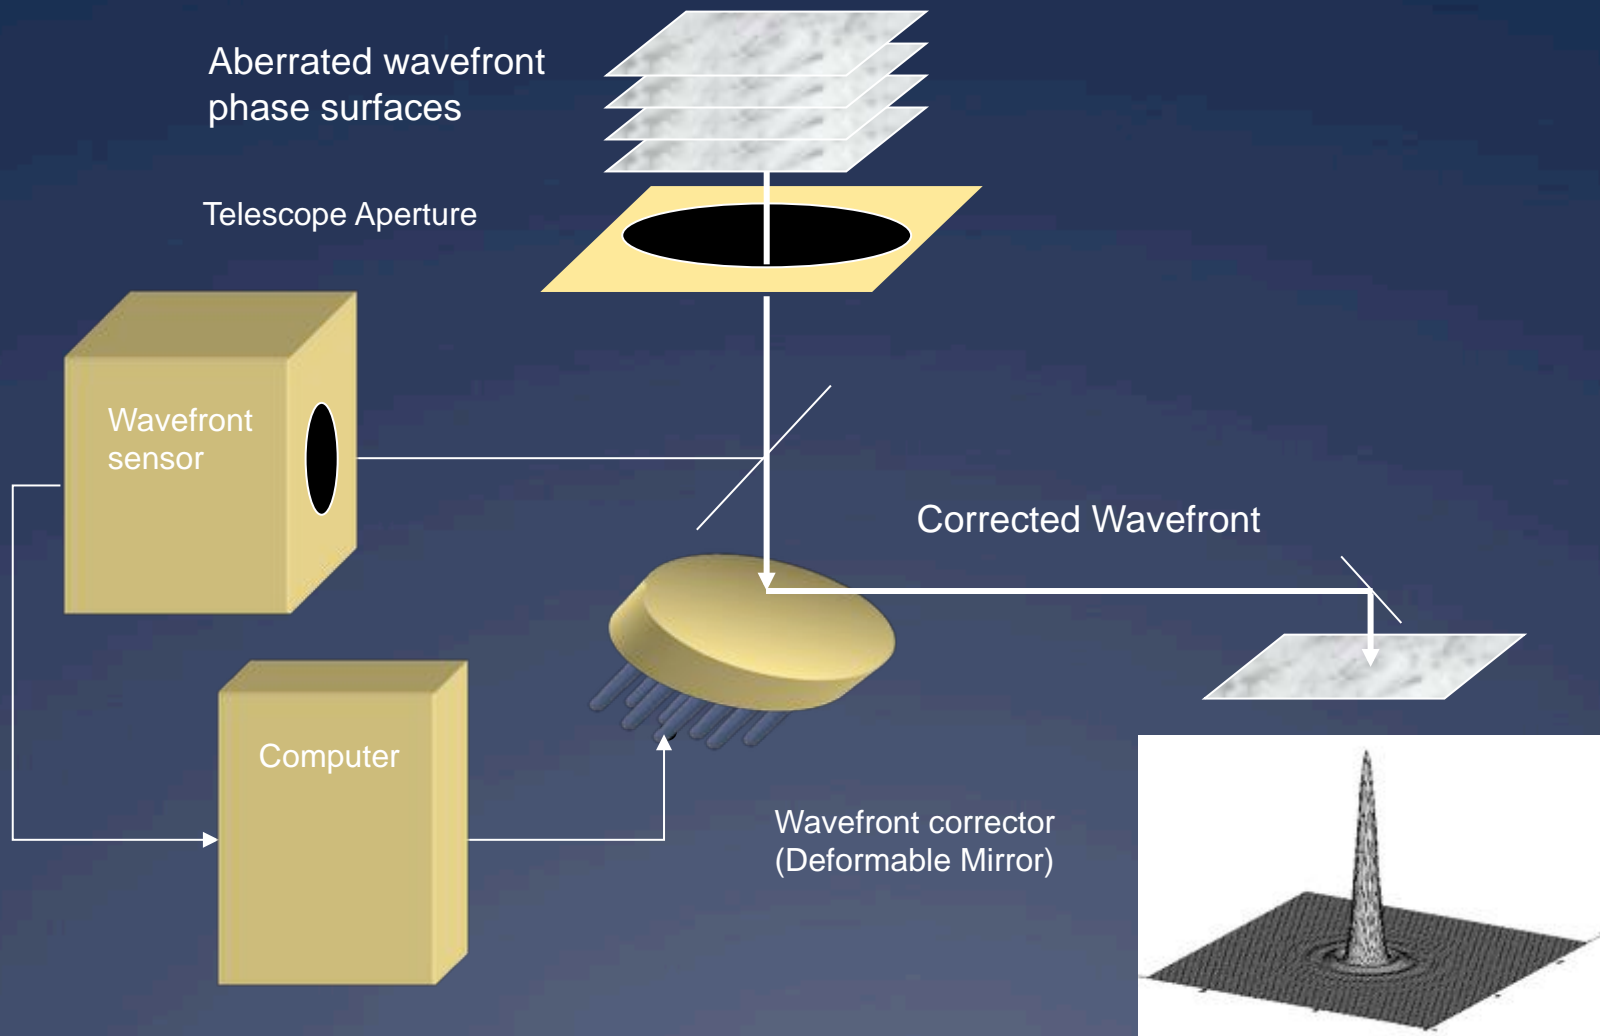 Aberrated wavefront
phase surfaces
Telescope Aperture
Wavefront
sensor
Corrected Wavefront
Computer
Wavefront corrector
(Deformable Mirror)